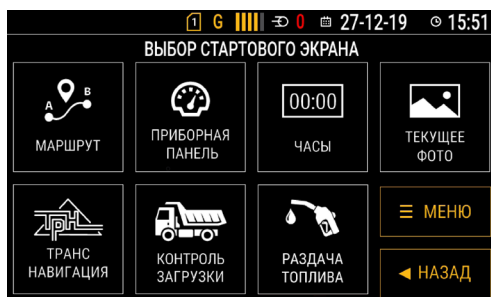 1 G 0 27-12-19 15:51
ВЫБОР СТАРТОВОГО ЭКРАНА
A B
МАРШРУТ
ПРИБОРНАЯ
ПАНЕЛЬ
00:00
ЧАСЫ
ТЕКУЩЕЕ
ФОТО
ТРН
ТРАНС
НАВИГАЦИЯ
КОНТРОЛЬ
ЗАГРУЗКИ
РАЗДАЧА
ТОПЛИВА
МЕНЮ
НАЗАД